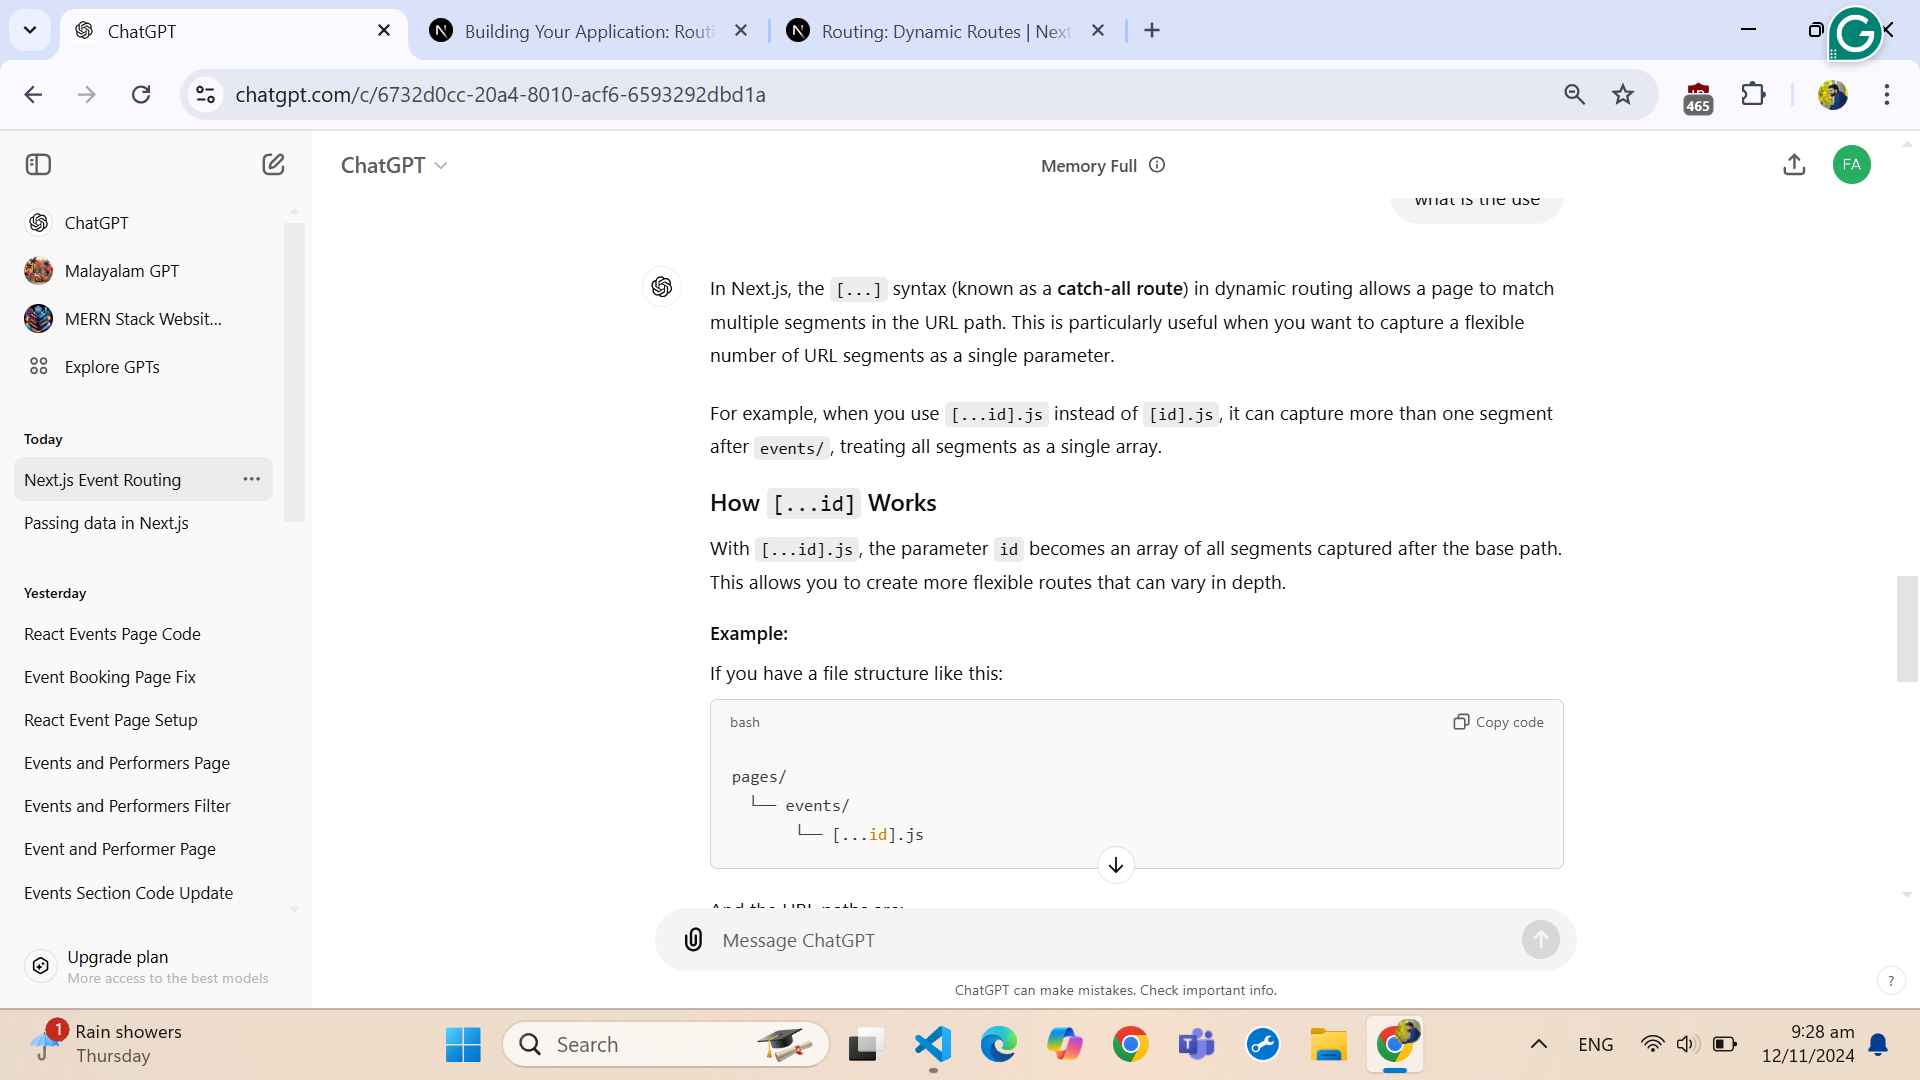 ChatGPT
Building Your Application: Routi
Routing: Dynamic Routes | Next
chatgpt.com/c/6732d0cc-20a4-8010-acf6-6593292dbd1a
465
ChatGPT
Memory Full
FA
ChatGPT
Malayalam GPT
MERN Stack Websit...
Explore GPTs
Today
Next.js Event Routing
Passing data in Next.js
Yesterday
React Events Page Code
Event Booking Page Fix
React Event Page Setup
Events and Performers Page
Events and Performers Filter
Event and Performer Page
Events Section Code Update
Upgrade plan
More access to the best models
what is the use
In Next.js, the [...] syntax (known as a catch-all route) in dynamic routing allows a page to match
multiple segments in the URL path. This is particularly useful when you want to capture a flexible
number of URL segments as a single parameter.
For example, when you use [...id].js instead of [id].js, it can capture more than one segment
after events/, treating all segments as a single array.
How [...id] Works
With [...id].js, the parameter id becomes an array of all segments captured after the base path.
This allows you to create more flexible routes that can vary in depth.
Example:
If you have a file structure like this:
bash
Copy code
pages/
└── events/
└── [...id].js
And the URL paths are:
Message ChatGPT
ChatGPT can make mistakes. Check important info.
?
1
Rain showers
Thursday
Search
ENG
9:28 am
12/11/2024